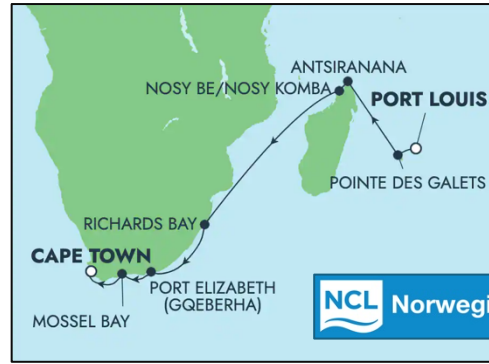 ANTSIRANANA
NOSY BE/NOSY KOMBA
PORT LOUIS
POINTE DES GALETS
RICHARDS BAY
CAPE TOWN
PORT ELIZABETH
(GQEBERHA)
MOSSEL BAY
NCL Norwegi